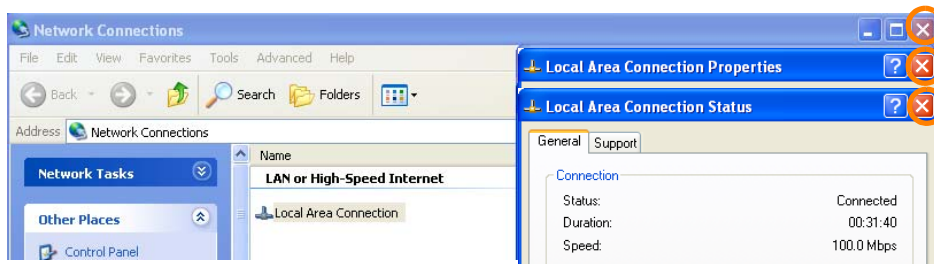 Network Connections
File Edit View Favorites Tools Advanced Help
Back Search Folders
Address Network Connections
Network Tasks
Other Places
Control Panel
Name
LAN or High-Speed Internet
Local Area Connection
Local Area Connection Properties
Local Area Connection Status
General Support
Connection
Status: Connected
Duration: 00:31:40
Speed: 100.0 Mbps